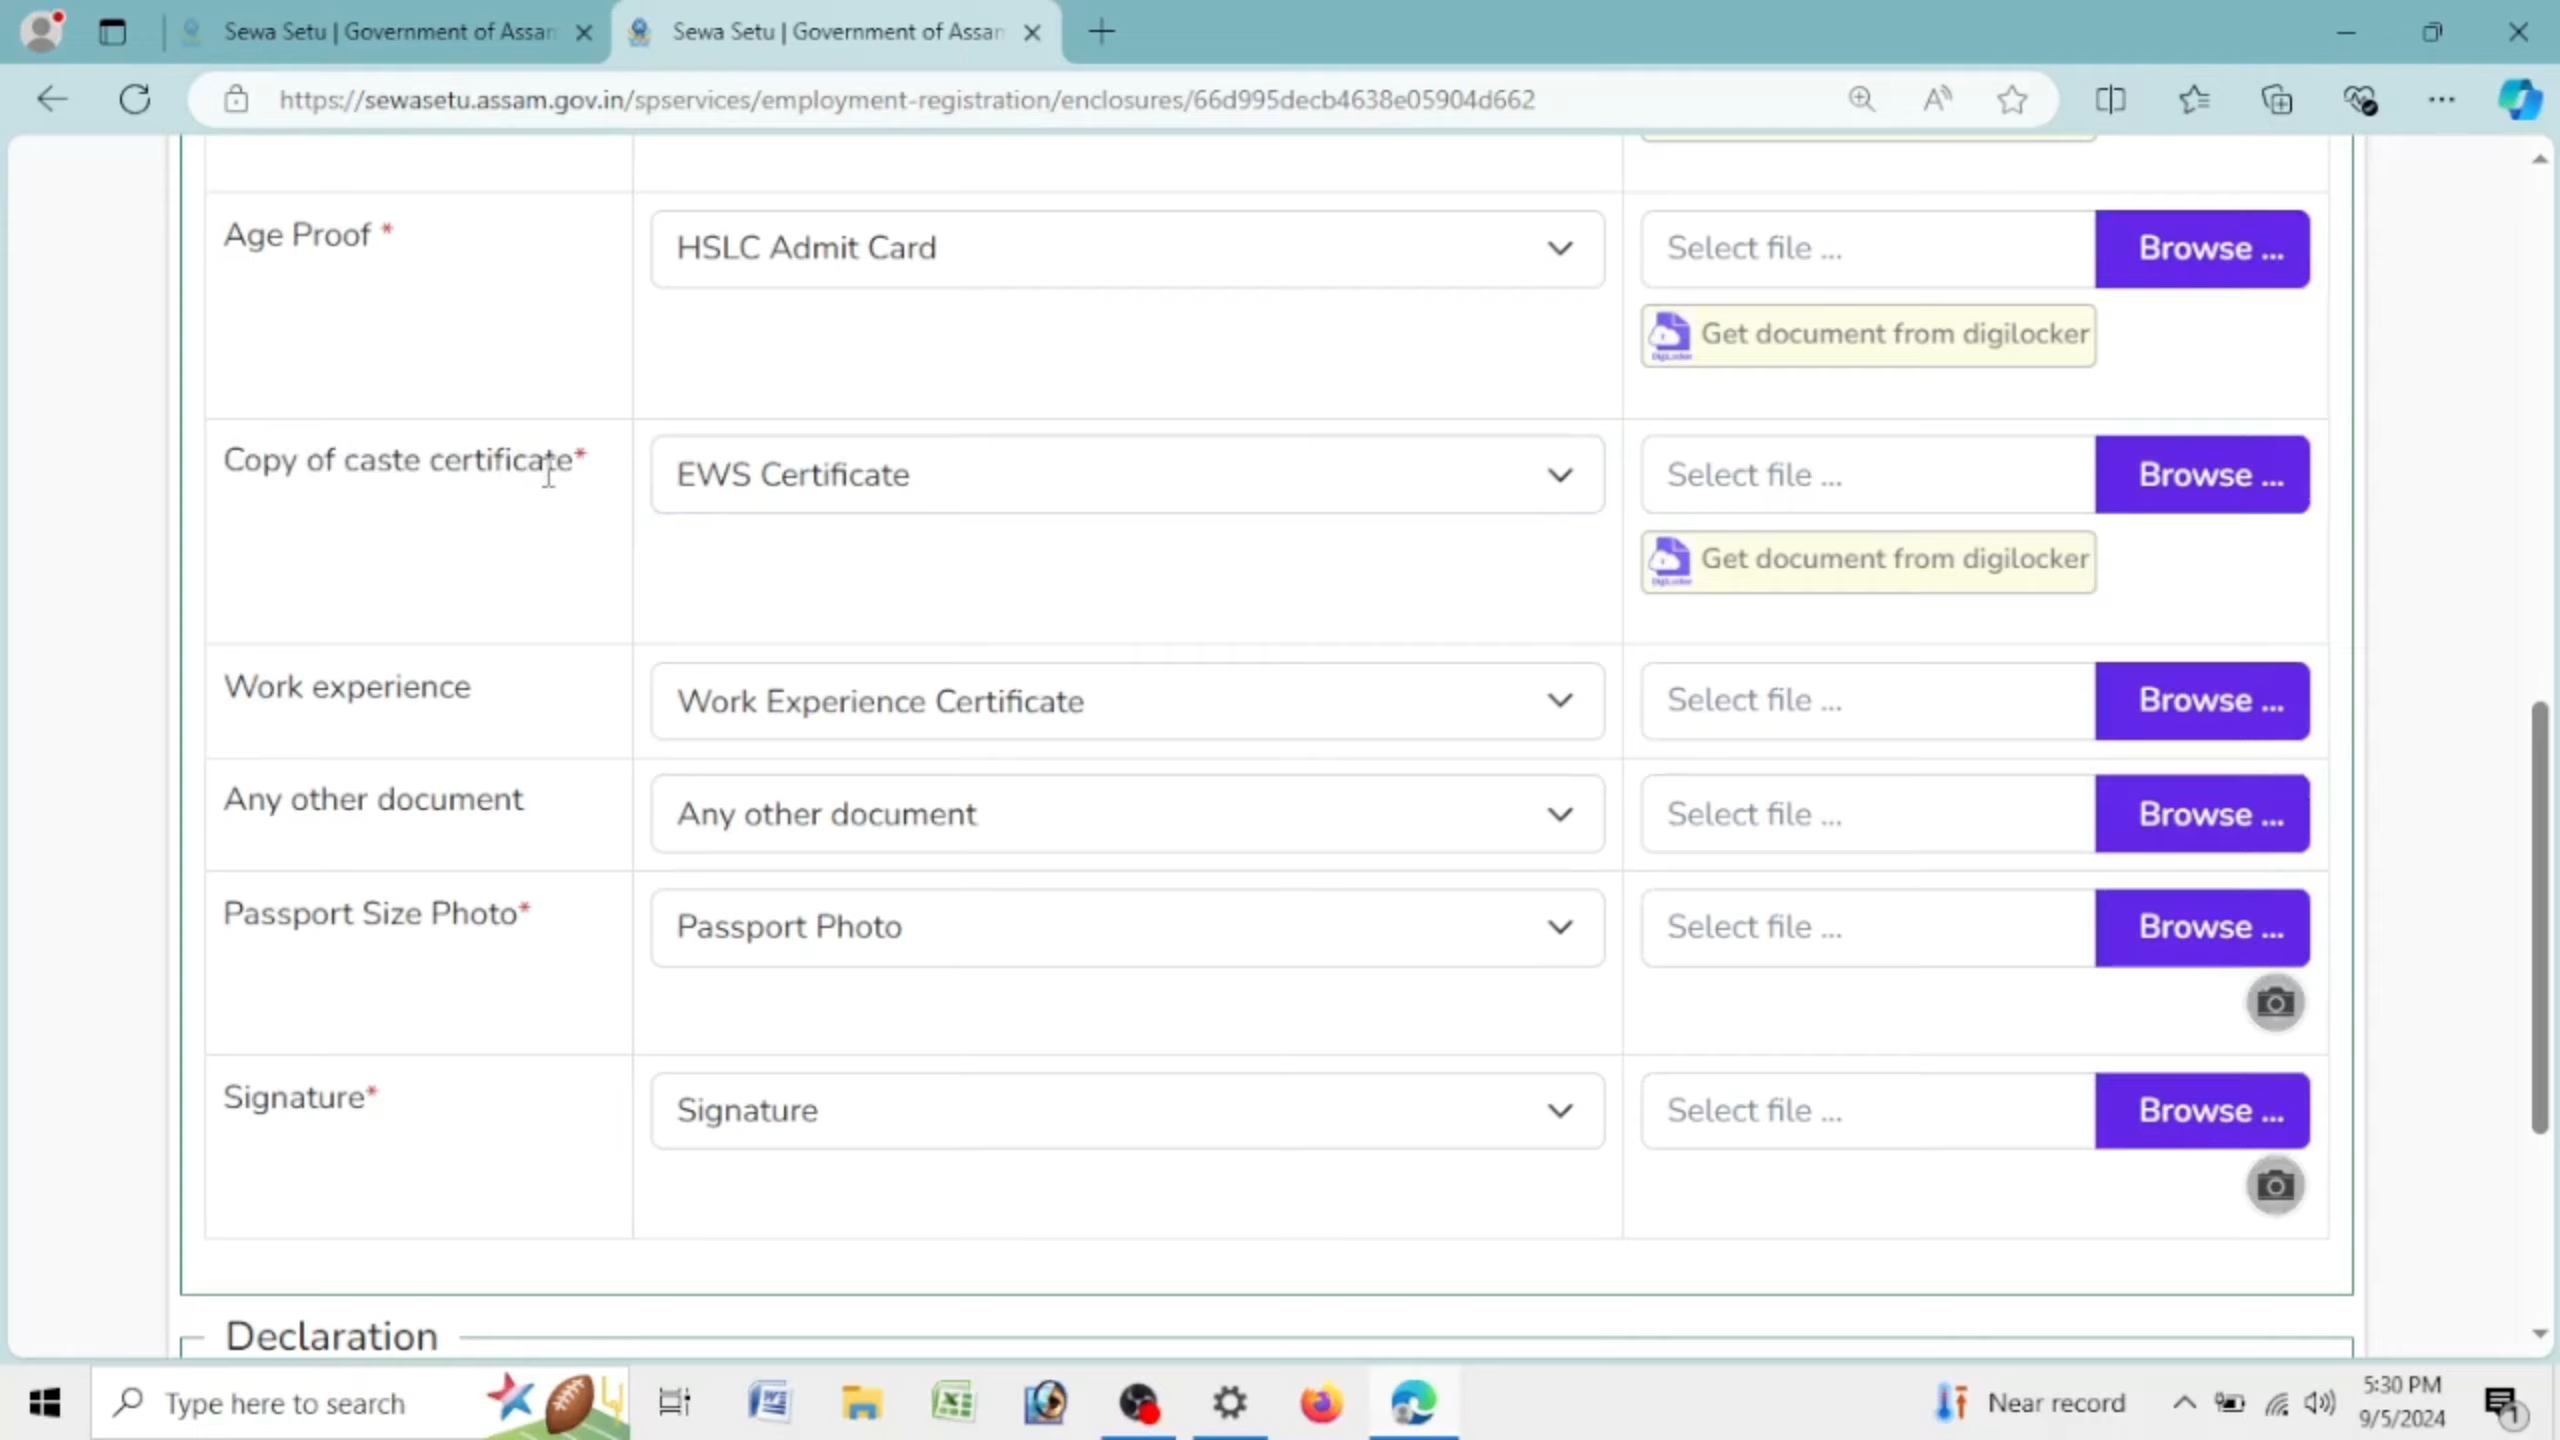 Sewa Setu | Government of Assan
Sewa Setu | Government of Assan
https://sewasetu.assam.gov.in/spservices/employment-registration/enclosures/66d995decb4638e05904d662
Age Proof *
HSLC Admit Card
Select file ...
Browse ...
Get document from digilocker
Copy of caste certificate*
EWS Certificate
Select file ...
Browse ...
Get document from digilocker
Work experience
Work Experience Certificate
Select file ...
Browse ...
Any other document
Any other document
Select file ...
Browse ...
Passport Size Photo*
Passport Photo
Select file ...
Browse ...
Signature*
Signature
Select file ...
Browse ...
Declaration
Type here to search
Near record
5:30 PM
9/5/2024
1